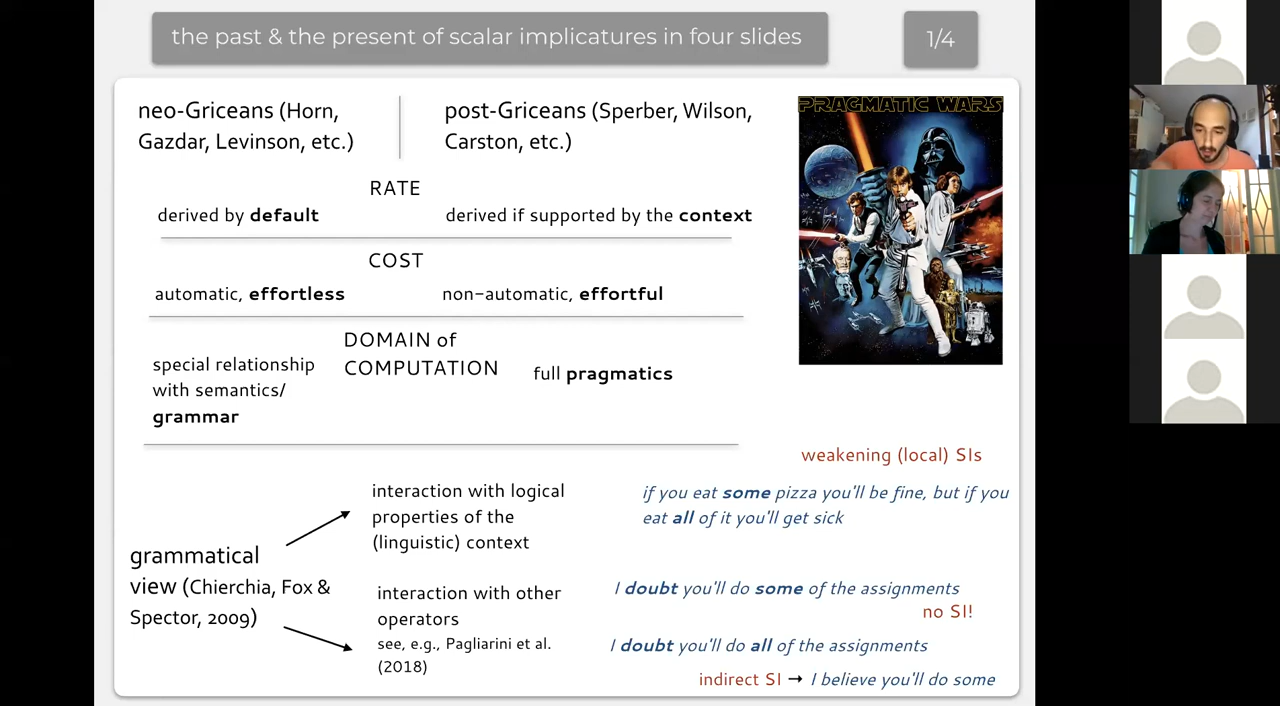 the past & the present of scalar implicatures in four slides
1/4
neo-Griceans (Horn,
Gazdar, Levinson, etc.)
post-Griceans (Sperber, Wilson,
Carston, etc.)
PRAGMATIC WARS
RATE
derived by default
derived if supported by the context
COST
automatic, effortless
non-automatic, effortful
DOMAIN of
COMPUTATION
special relationship
with semantics/
grammar
full pragmatics
weakening (local) SIs
interaction with logical
properties of the
(linguistic) context
if you eat some pizza you'll be fine, but if you
eat all of it you'll get sick
grammatical
view (Chierchia, Fox &
Spector, 2009)
interaction with other
operators
see, e.g., Pagliarini et al.
(2018)
I doubt you'll do some of the assignments
no SI!
I doubt you'll do all of the assignments
indirect SI → I believe you'll do some